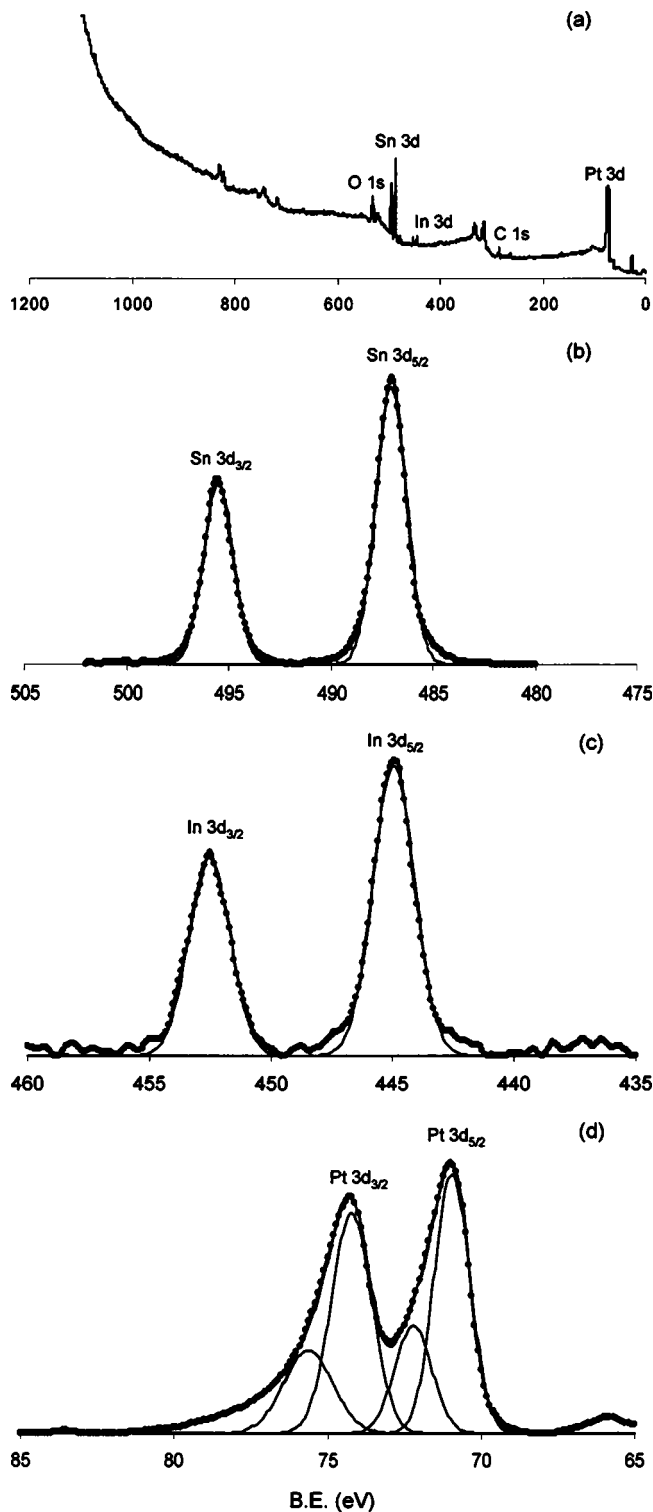 (a)
Sn 3d
O 1s
In 3d
C 1s
Pt 3d
1200 1000 800 600 400 200 0
(b)
Sn 3d5/2
Sn 3d3/2
505 500 495 490 485 480 475
(c)
In 3d5/2
In 3d3/2
460 455 450 445 440 435
(d)
Pt 3d5/2
Pt 3d3/2
85 80 75 70 65
B.E. (eV)